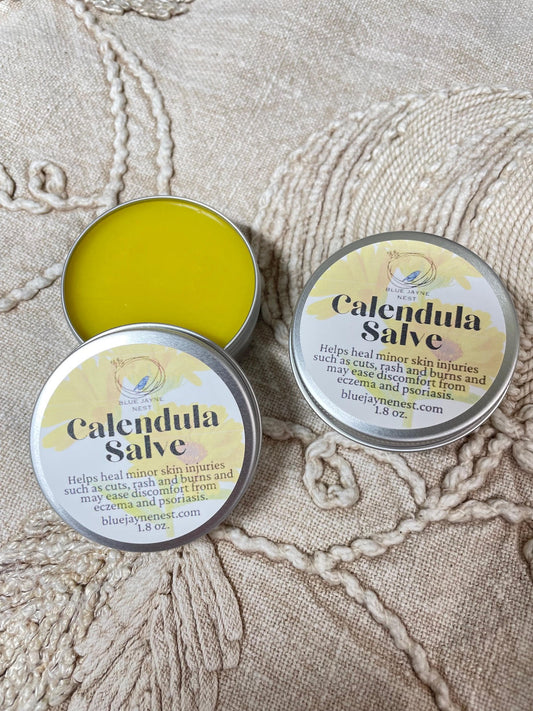 BLUE JAYNE
NEST
Calendula
Salve
Helps heal minor skin injuries
such as cuts, rash and burns and
may ease discomfort from
eczema and psoriasis.
bluejaynenest.com
1.8 oz.
BLUE JAYNE
NEST
Calendula
Salve
Helps heal minor skin injuries
such as cuts, rash and burns and
may ease discomfort from
eczema and psoriasis.
bluejaynenest.com
1.8 oz.